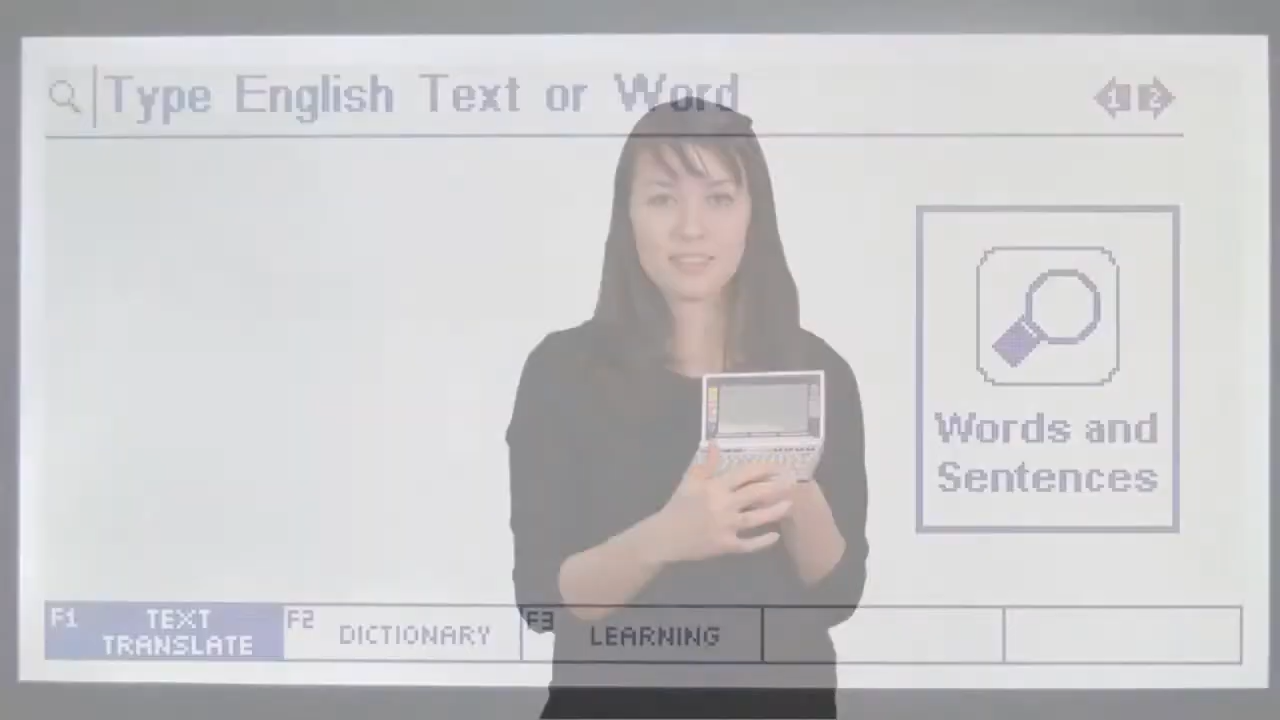 Type English Text or Word
1 2
Words and
Sentences
F1 TEXT
TRANSLATE
F2 DICTIONARY
F3 LEARNING